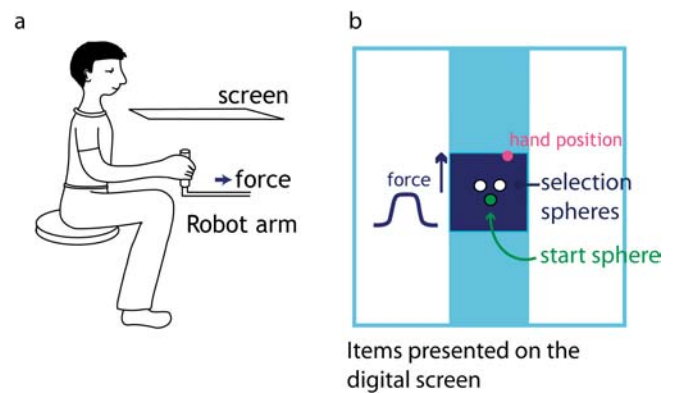 a
screen
force
Robot arm
b
hand position
force
selection
spheres
start sphere
Items presented on the
digital screen